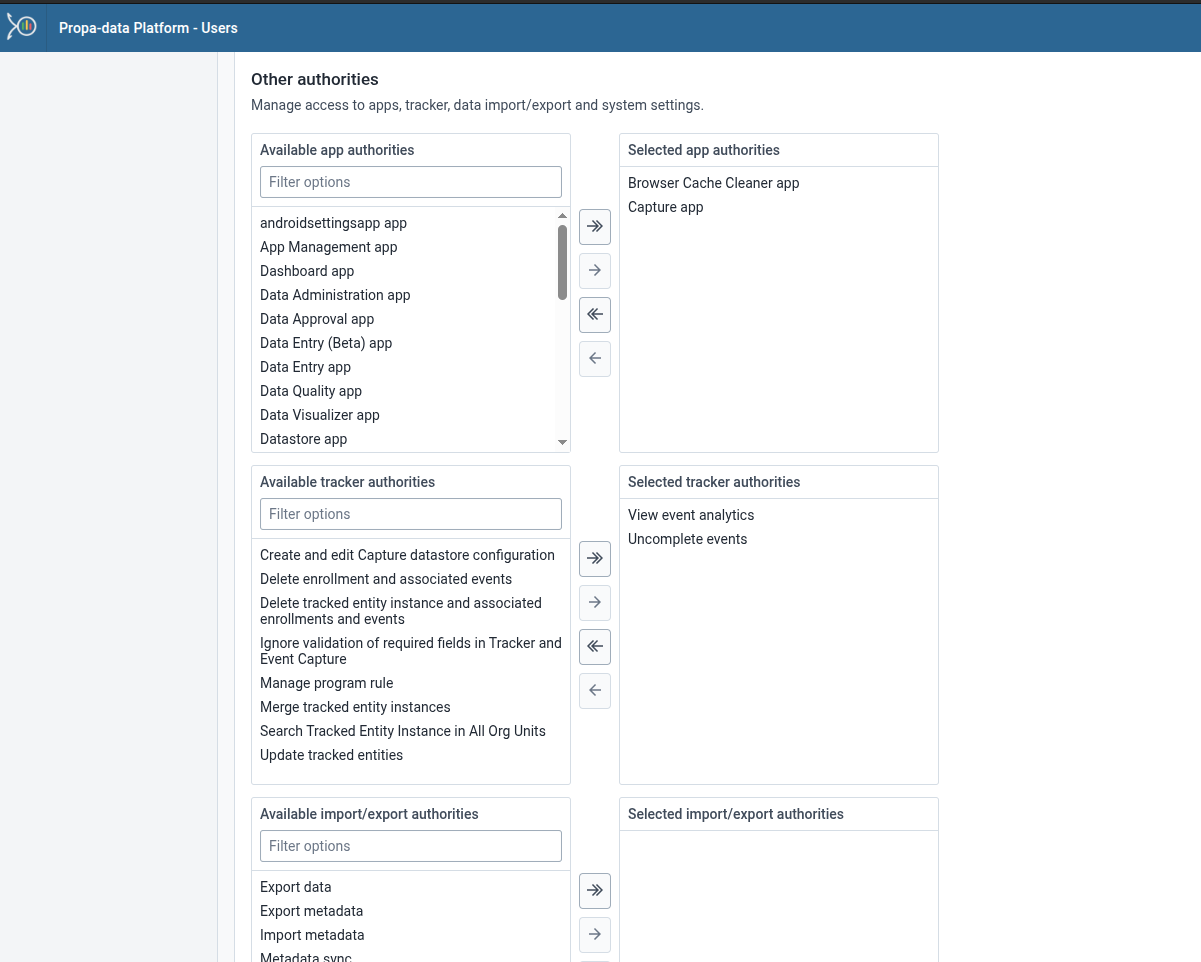 Propa-data Platform - Users
Other authorities
Manage access to apps, tracker, data import/export and system settings.
Available app authorities
Filter options
androidsettingsapp app
App Management app
Dashboard app
Data Administration app
Data Approval app
Data Entry (Beta) app
Data Entry app
Data Quality app
Data Visualizer app
Datastore app
Selected app authorities
Browser Cache Cleaner app
Capture app
Available tracker authorities
Filter options
Create and edit Capture datastore configuration
Delete enrollment and associated events
Delete tracked entity instance and associated
enrollments and events
Ignore validation of required fields in Tracker and
Event Capture
Manage program rule
Merge tracked entity instances
Search Tracked Entity Instance in All Org Units
Update tracked entities
Selected tracker authorities
View event analytics
Uncomplete events
Available import/export authorities
Filter options
Export data
Export metadata
Import metadata
Metadata sync
Selected import/export authorities